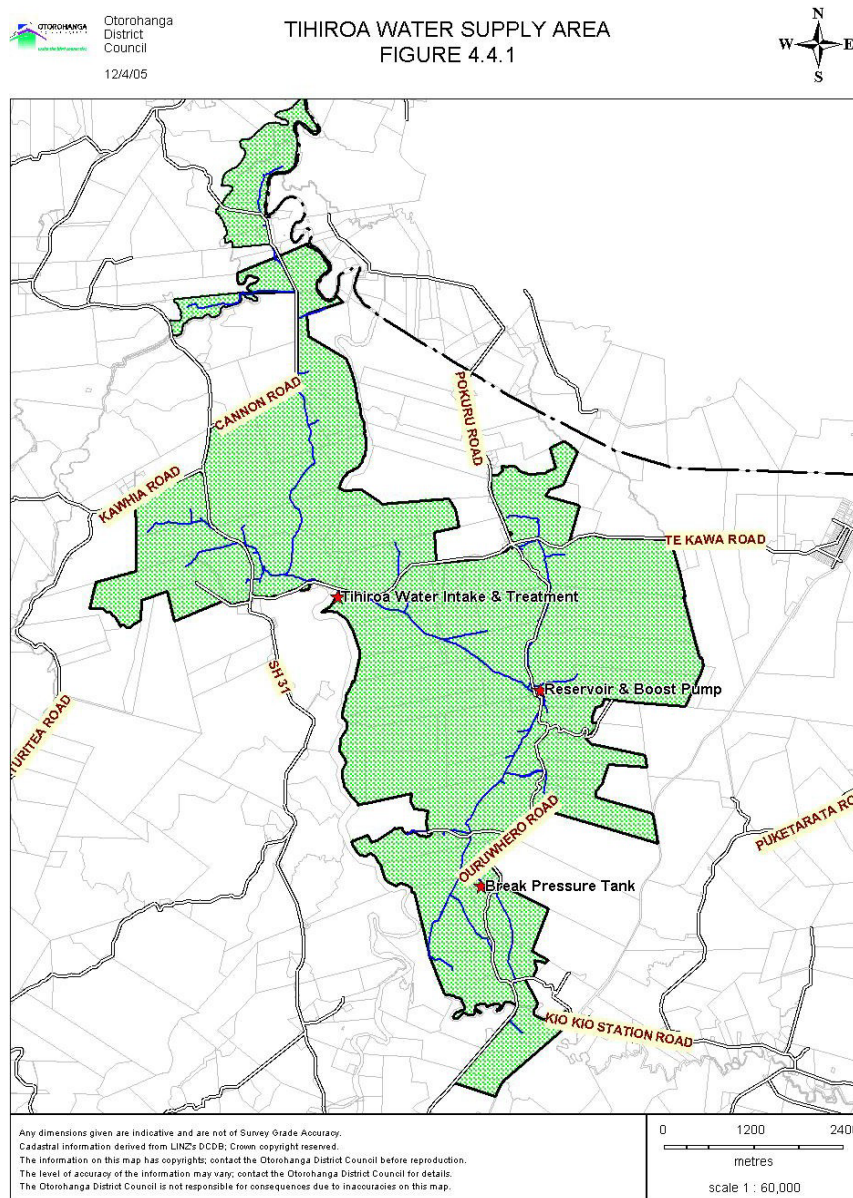 OTOROHANGA
Otorohanga
District
Council
12/4/05
TIHIROA WATER SUPPLY AREA
FIGURE 4.4.1
N
W E
S
CANNON ROAD
POKURU ROAD
KAWHIA ROAD
TE KAWA ROAD
Tihiroa Water Intake & Treatment
SH 31
Reservoir & Boost Pump
TURITEA ROAD
OURUWHERO ROAD
PUKETARATA RO
Break Pressure Tank
KIO KIO STATION ROAD
Any dimensions given are indicative and are not of Survey Grade Accuracy.
Cadastral information derived from LINZ's DCDB; Crown copyright reserved.
The information on this map has copyrights; contact the Otorohanga District Council before reproduction.
The level of accuracy of the information may vary; contact the Otorohanga District Council for details.
The Otorohanga District Council is not responsible for consequences due to inaccuracies on this map.
0 1200 2400
metres
scale 1 : 60,000